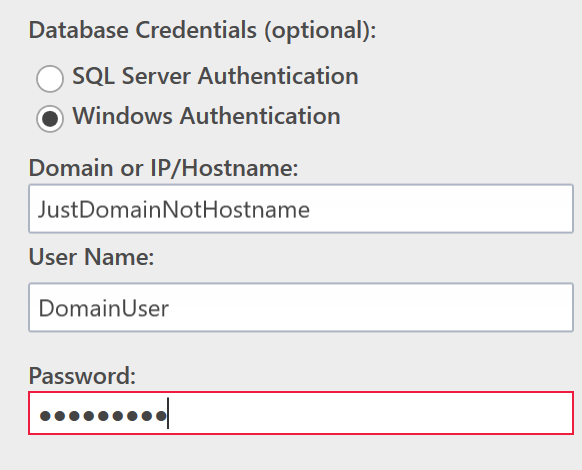 Database Credentials (optional):
SQL Server Authentication
Windows Authentication
Domain or IP/Hostname:
JustDomainNotHostname
User Name:
DomainUser
Password:
●●●●●●●●●